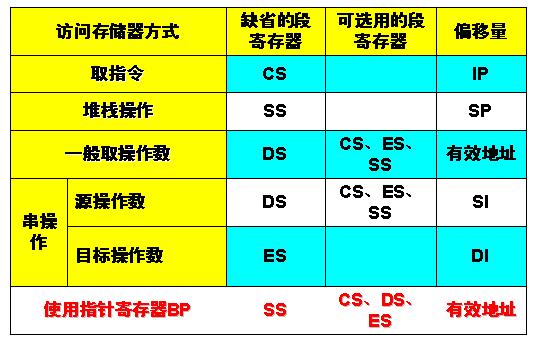 访问存储器方式 缺省的段寄存器 可选用的段寄存器 偏移量
取指令 CS IP
堆栈操作 SS SP
一般取操作数 DS CS、ES、SS 有效地址
串操作 源操作数 DS CS、ES、SS SI
目标操作数 ES DI
使用指针寄存器BP SS CS、DS、ES 有效地址